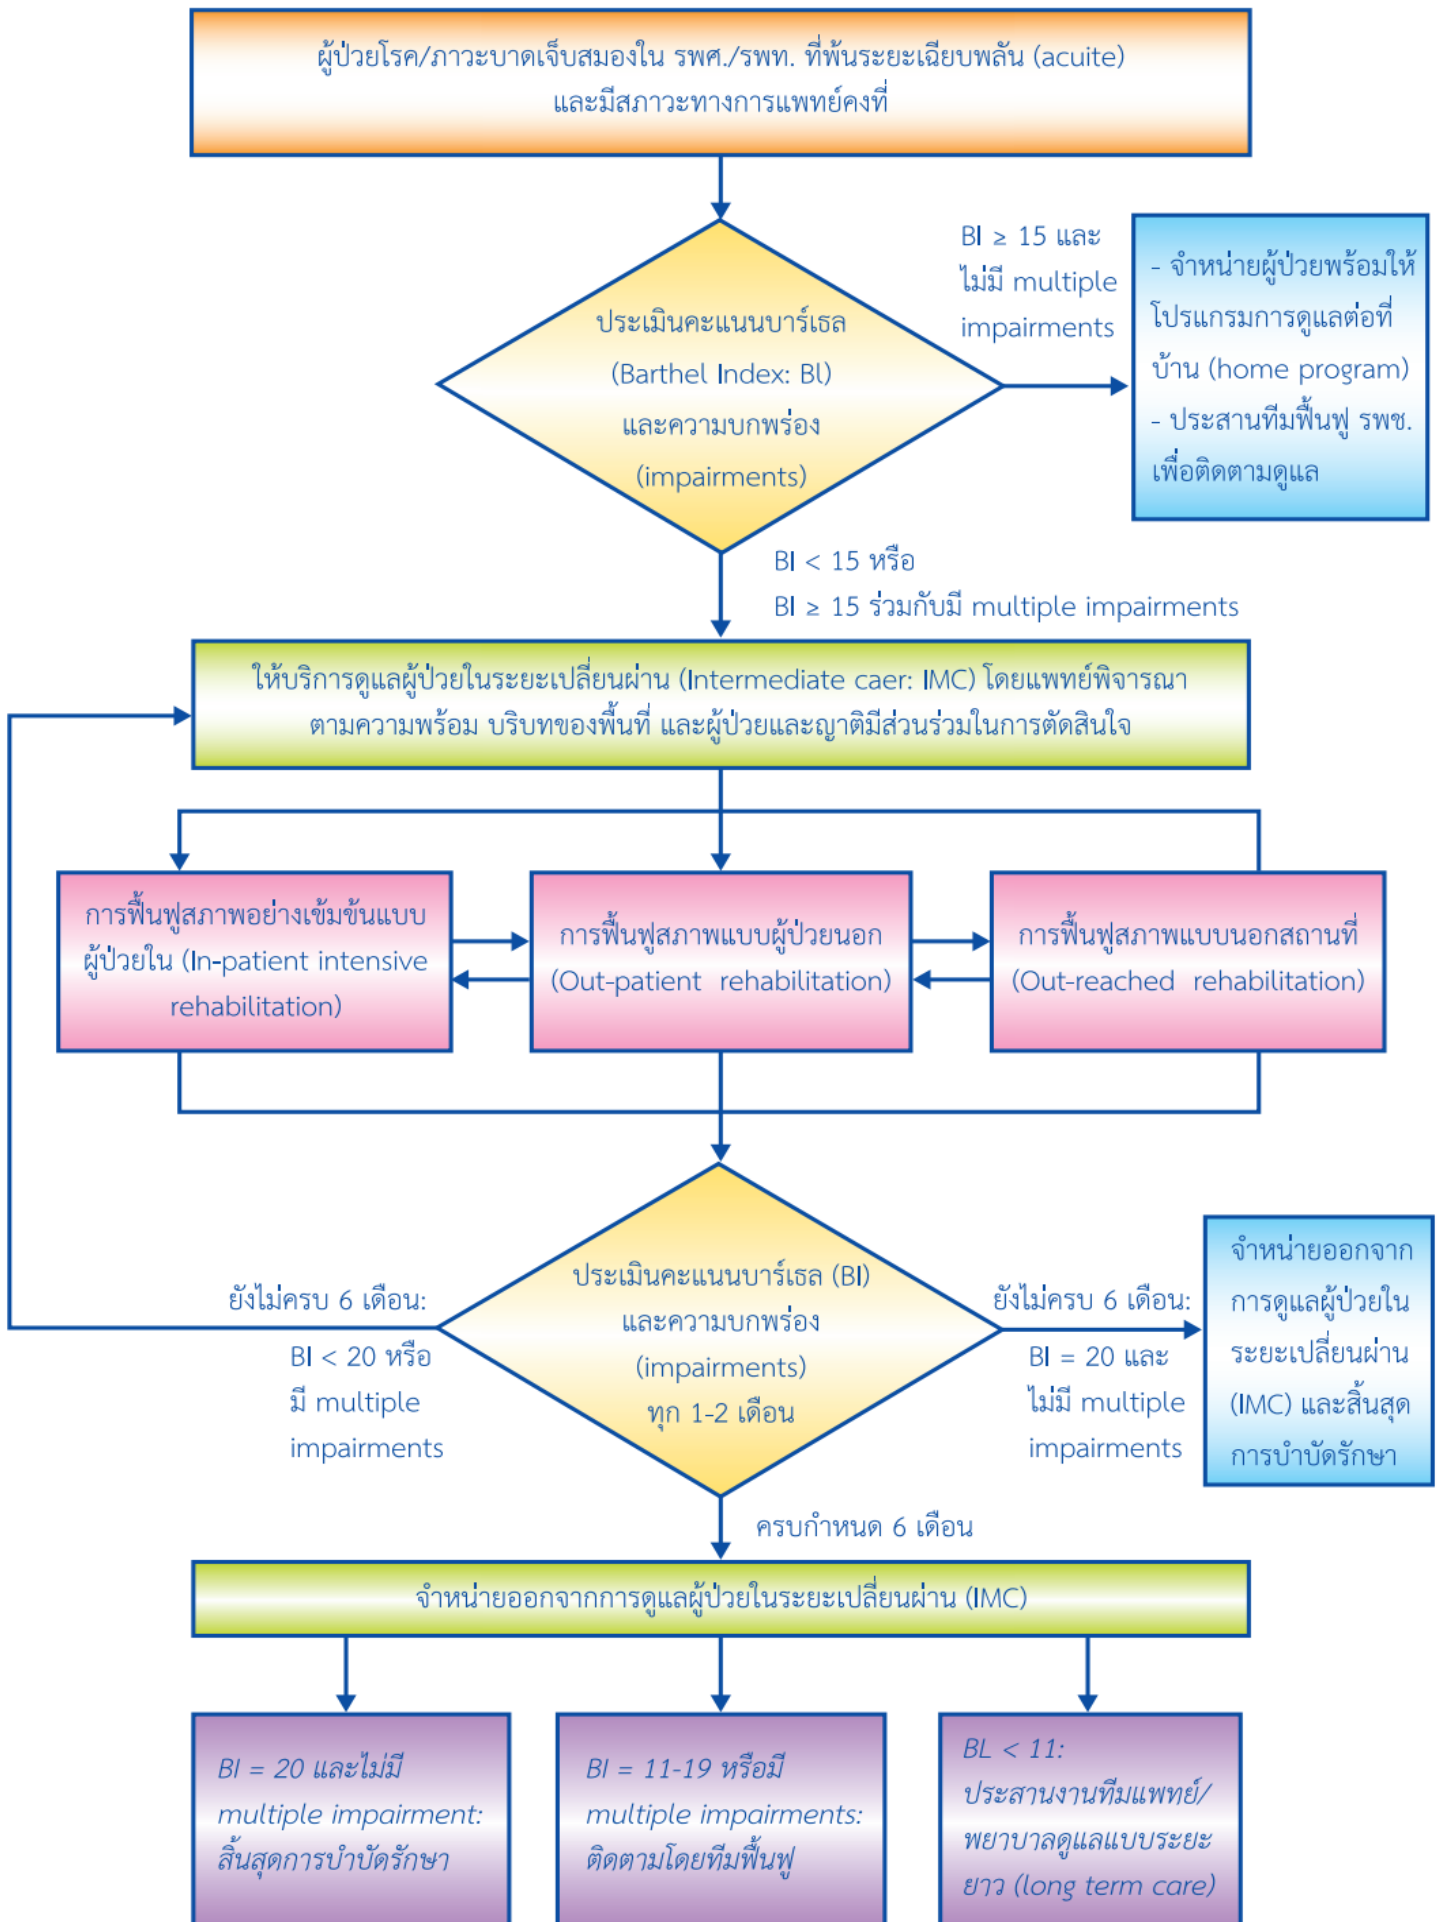 ผู้ป่วยโรค/ภาวะบาดเจ็บสมองใน รพศ./รพท. ที่พ้นระยะเฉียบพลัน (acuite)
และมีสภาวะทางการแพทย์คงที่
ประเมินคะแนนบาร์เธล
(Barthel Index: Bl)
และความบกพร่อง
(impairments)
BI ≥ 15 และ
ไม่มี multiple
impairments
- จำหน่ายผู้ป่วยพร้อมให้
โปรแกรมการดูแลต่อที่
บ้าน (home program)
- ประสานทีมฟื้นฟู รพช.
เพื่อติดตามดูแล
BI < 15 หรือ
BI ≥ 15 ร่วมกับมี multiple impairments
ให้บริการดูแลผู้ป่วยในระยะเปลี่ยนผ่าน (Intermediate caer: IMC) โดยแพทย์พิจารณา
ตามความพร้อม บริบทของพื้นที่ และผู้ป่วยและญาติมีส่วนร่วมในการตัดสินใจ
การฟื้นฟูสภาพอย่างเข้มข้นแบบ
ผู้ป่วยใน (In-patient intensive
rehabilitation)
การฟื้นฟูสภาพแบบผู้ป่วยนอก
(Out-patient rehabilitation)
การฟื้นฟูสภาพแบบนอกสถานที่
(Out-reached rehabilitation)
ประเมินคะแนนบาร์เธล (BI)
และความบกพร่อง
(impairments)
ทุก 1-2 เดือน
ยังไม่ครบ 6 เดือน:
BI < 20 หรือ
มี multiple
impairments
ยังไม่ครบ 6 เดือน:
BI = 20 และ
ไม่มี multiple
impairments
จำหน่ายออกจาก
การดูแลผู้ป่วยใน
ระยะเปลี่ยนผ่าน
(IMC) และสิ้นสุด
การบำบัดรักษา
ครบกำหนด 6 เดือน
จำหน่ายออกจากการดูแลผู้ป่วยในระยะเปลี่ยนผ่าน (IMC)
BI = 20 และไม่มี
multiple impairment:
สิ้นสุดการบำบัดรักษา
BI = 11-19 หรือมี
multiple impairments:
ติดตามโดยทีมฟื้นฟู
BL < 11:
ประสานงานทีมแพทย์/
พยาบาลดูแลแบบระยะ
ยาว (long term care)